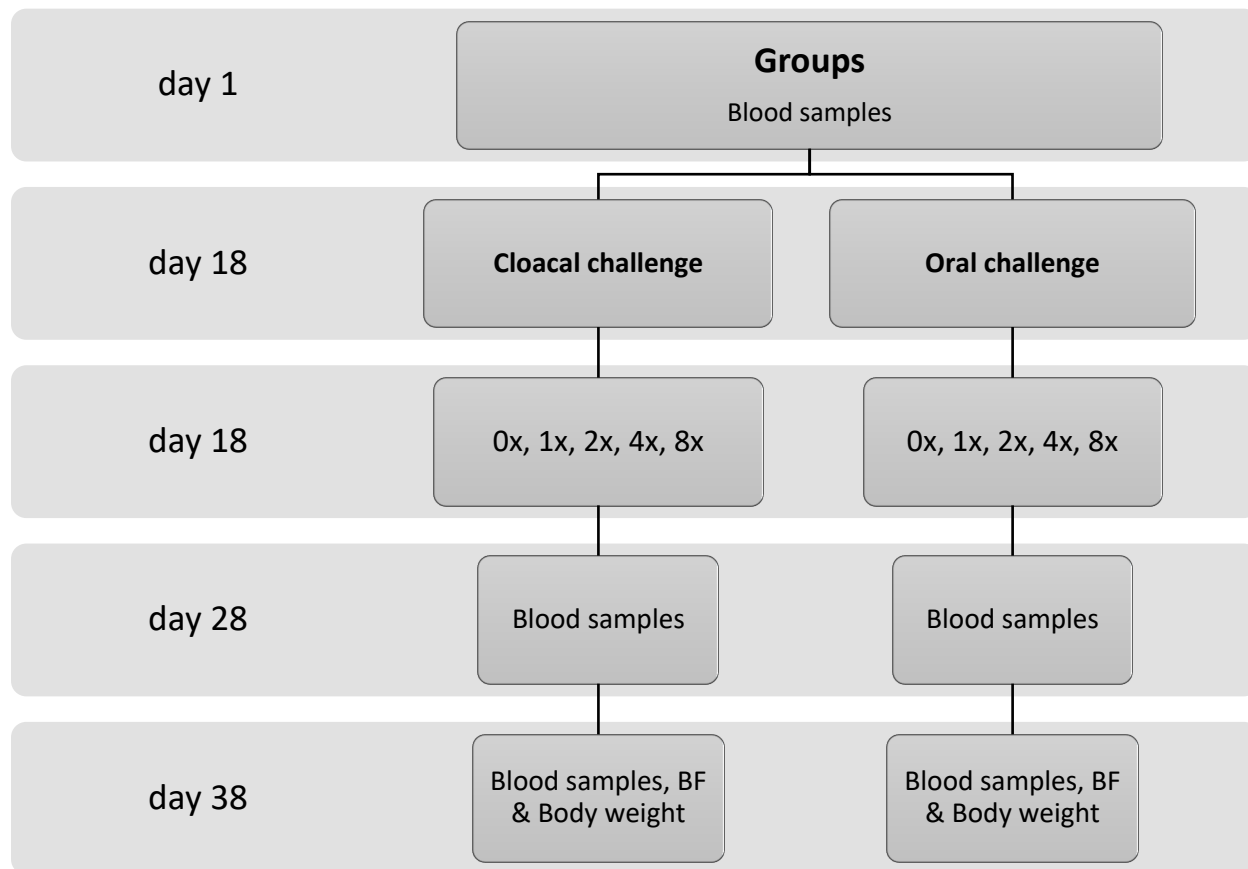 day 1
Groups
Blood samples
day 18
Cloacal challenge
Oral challenge
day 18
0x, 1x, 2x, 4x, 8x
0x, 1x, 2x, 4x, 8x
day 28
Blood samples
Blood samples
day 38
Blood samples, BF
& Body weight
Blood samples, BF
& Body weight